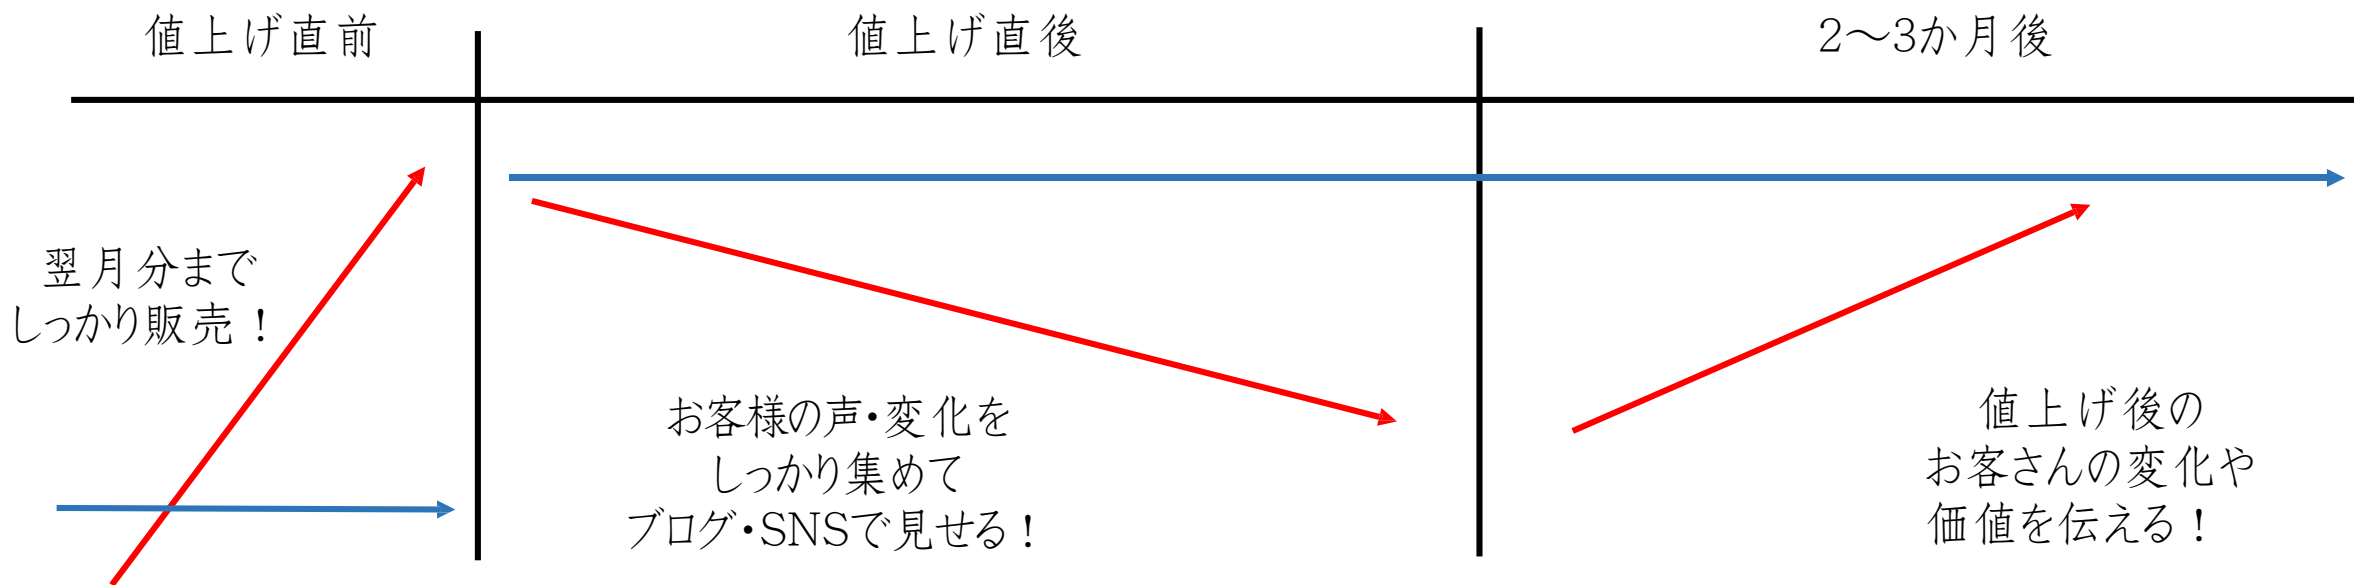 値上げ直前
値上げ直後
2～3か月後
翌月分まで
しっかり販売！
お客様の声・変化を
しっかり集めて
ブログ・SNSで見せる！
値上げ後の
お客さんの変化や
価値を伝える！